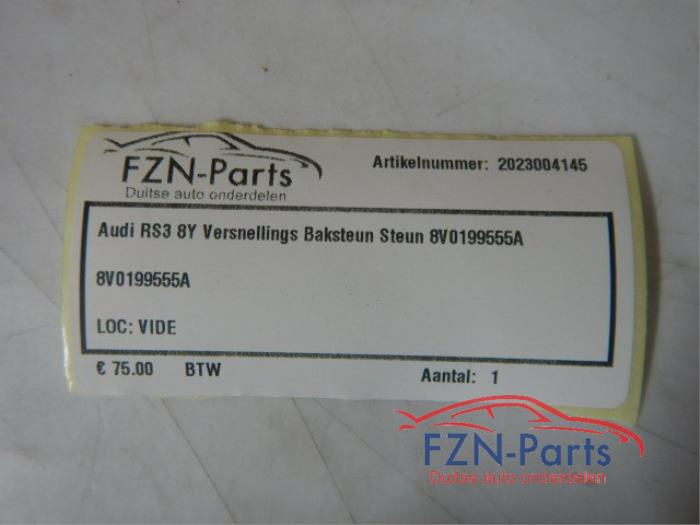 FZN-Parts
Duitse auto onderdelen
Artikelnummer: 2023004145
Audi RS3 8Y Versnellings Baksteun Steun 8V0199555A
8V0199555A
LOC: VIDE
€ 75.00 BTW
Aantal: 1
FZN-Parts
Duitse auto onderdelen